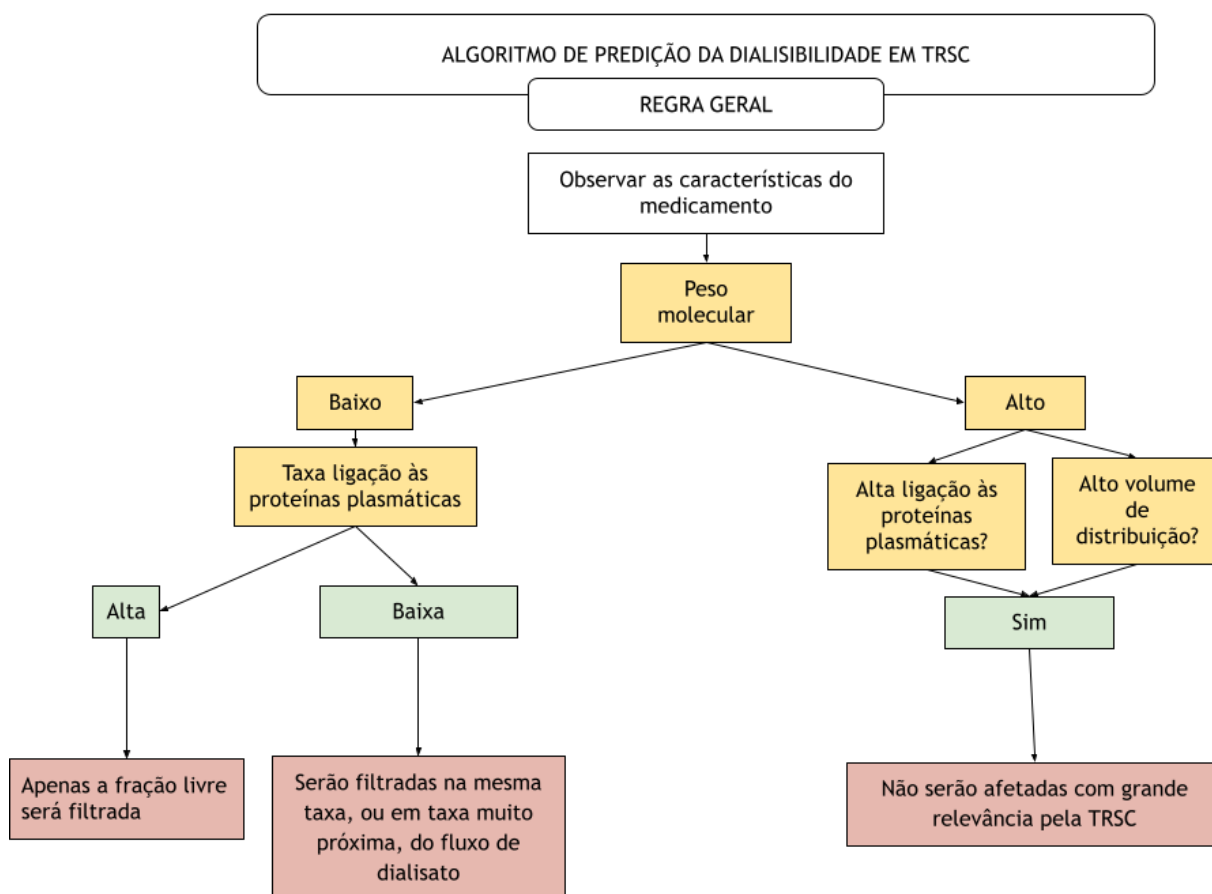 ALGORITMO DE PREDIÇÃO DA DIALISIBILIDADE EM TRSC
REGRA GERAL
Observar as características do
medicamento
Peso
molecular
Baixo
Alto
Taxa ligação às
proteínas plasmáticas
Alta ligação às
proteínas
plasmáticas?
Alto volume
de
distribuição?
Alta
Baixa
Sim
Apenas a fração livre
será filtrada
Serão filtradas na mesma
taxa, ou em taxa muito
próxima, do fluxo de
dialisato
Não serão afetadas com grande
relevância pela TRSC